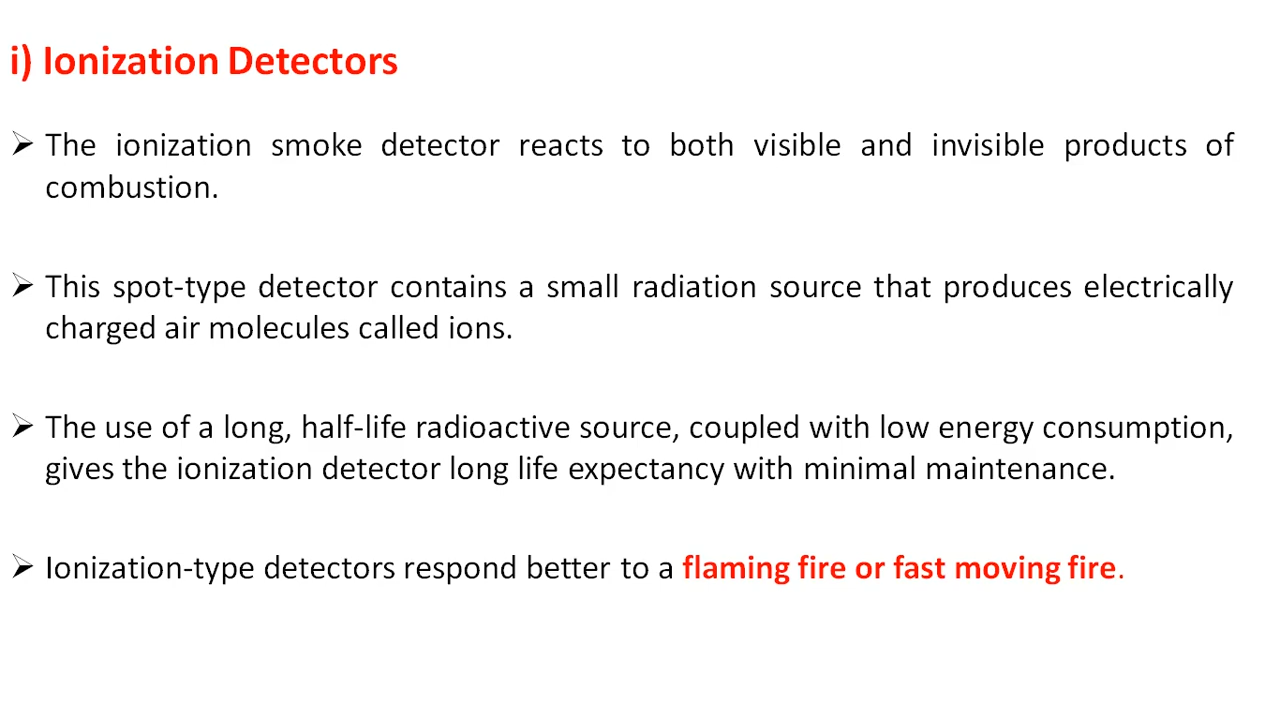 i) Ionization Detectors
➢ The ionization smoke detector reacts to both visible and invisible products of
combustion.
➢ This spot-type detector contains a small radiation source that produces electrically
charged air molecules called ions.
➢ The use of a long, half-life radioactive source, coupled with low energy consumption,
gives the ionization detector long life expectancy with minimal maintenance.
➢ Ionization-type detectors respond better to a flaming fire or fast moving fire.